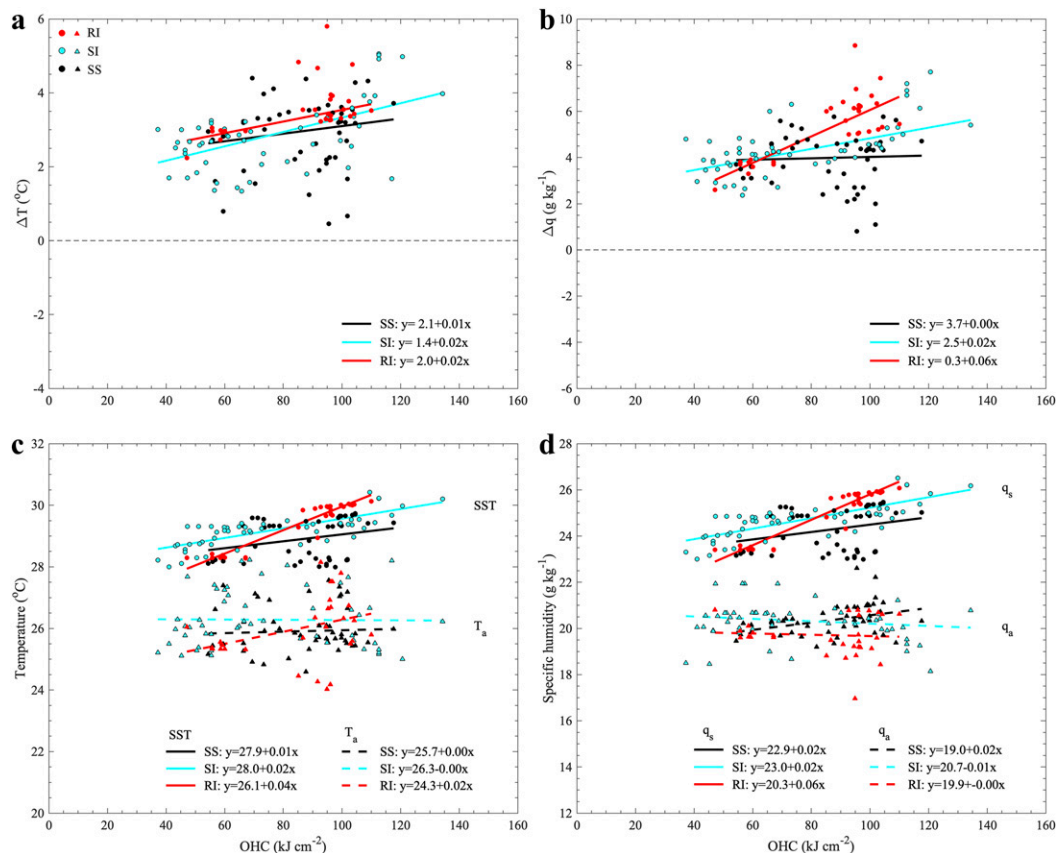 a
RI
SI
SS
6
4
2
0
-2
-4
ΔT (°C)
SS: y= 2.1+0.01x
SI: y= 1.4+0.02x
RI: y= 2.0+0.02x
0 20 40 60 80 100 120 140 160
b
10
8
6
4
2
0
-2
-4
-6
Δq (g kg⁻¹)
SS: y= 3.7+0.00x
SI: y= 2.5+0.02x
RI: y= 0.3+0.06x
0 20 40 60 80 100 120 140 160
c
32
30
28
26
24
22
20
Temperature (°C)
SST
Tₐ
SST Tₐ
SS: y=27.9+0.01x SS: y=25.7+0.00x
SI: y=28.0+0.02x SI: y=26.3-0.00x
RI: y=26.1+0.04x RI: y=24.3+0.02x
0 20 40 60 80 100 120 140 160
OHC (kJ cm⁻²)
d
28
26
24
22
20
18
16
14
12
Specific humidity (g kg⁻¹)
qₛ
qₐ
qₛ qₐ
SS: y=22.9+0.02x SS: y=19.0+0.02x
SI: y=23.0+0.02x SI: y=20.7-0.01x
RI: y=20.3+0.06x RI: y=19.9+-0.00x
0 20 40 60 80 100 120 140 160
OHC (kJ cm⁻²)